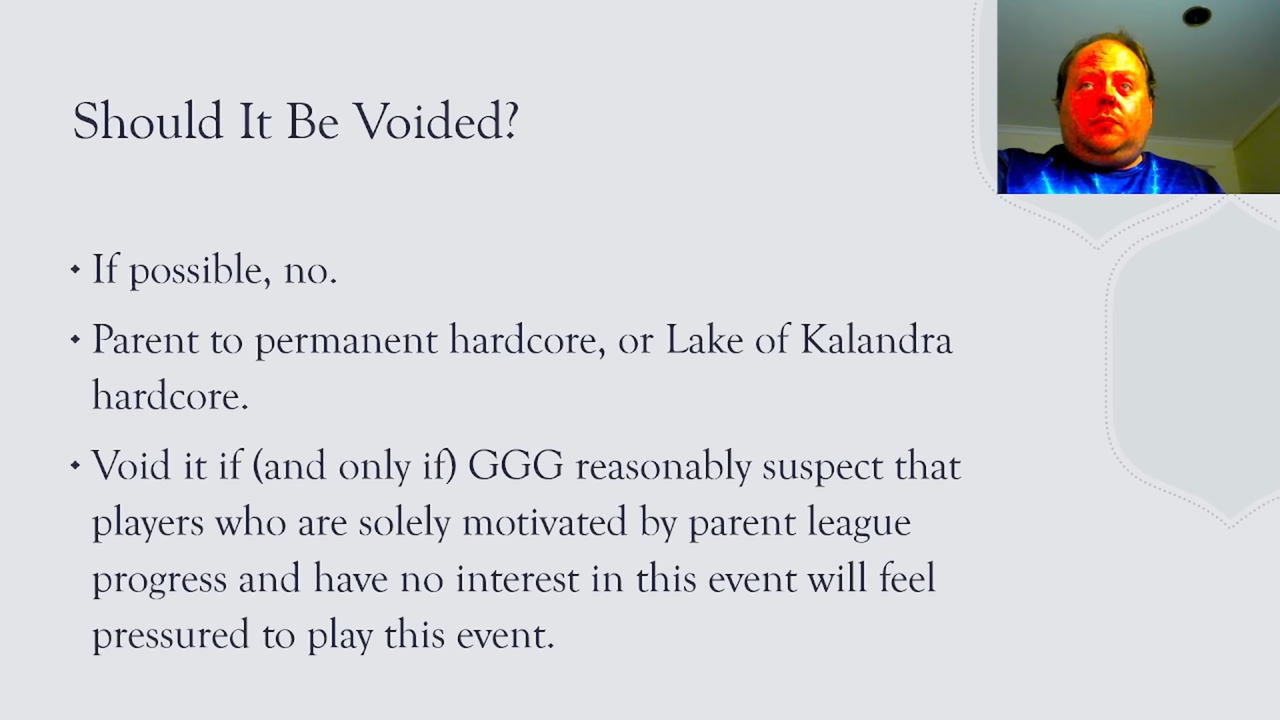 Should It Be Voided?
If possible, no.
Parent to permanent hardcore, or Lake of Kalandra
hardcore.
Void it if (and only if) GGG reasonably suspect that
players who are solely motivated by parent league
progress and have no interest in this event will feel
pressured to play this event.